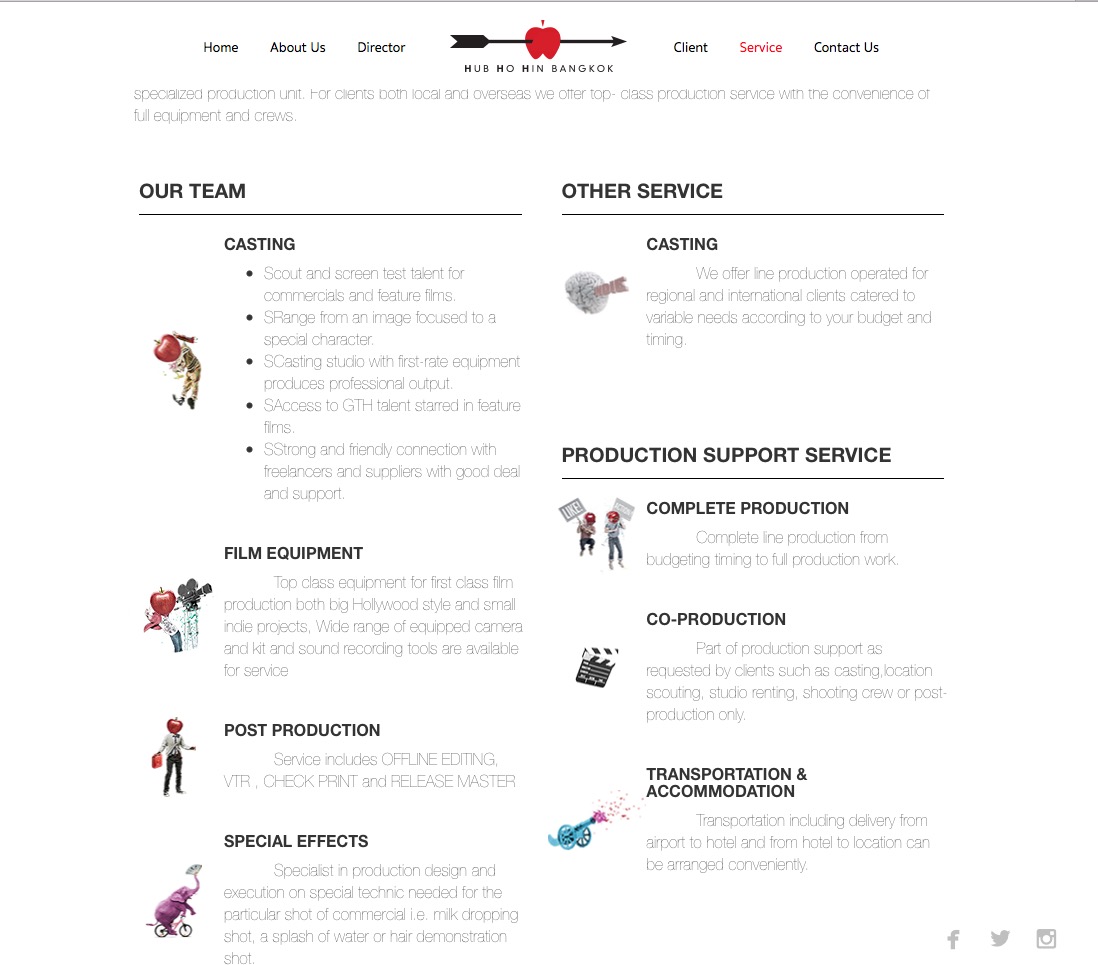 Home
About Us
Director
HUB HO HIN BANGKOK
Client
Service
Contact Us
specialized production unit. For clients both local and overseas we offer top- class production service with the convenience of
full equipment and crews.
OUR TEAM
CASTING
Scout and screen test talent for
commercials and feature films.
SRange from an image focused to a
special character.
SCasting studio with first-rate equipment
produces professional output.
SAccess to GTH talent starred in feature
films.
SStrong and friendly connection with
freelancers and suppliers with good deal
and support.
FILM EQUIPMENT
Top class equipment for first class film
production both big Hollywood style and small
indie projects, Wide range of equipped camera
and kit and sound recording tools are available
for service
POST PRODUCTION
Service includes OFFLINE EDITING,
VTR , CHECK PRINT and RELEASE MASTER
SPECIAL EFFECTS
Specialist in production design and
execution on special technic needed for the
particular shot of commercial i.e. milk dropping
shot, a splash of water or hair demonstration
shot.
OTHER SERVICE
CASTING
We offer line production operated for
regional and international clients catered to
variable needs according to your budget and
timing.
PRODUCTION SUPPORT SERVICE
LIKE!
COMPLETE PRODUCTION
Complete line production from
budgeting timing to full production work.
CO-PRODUCTION
Part of production support as
requested by clients such as casting,location
scouting, studio renting, shooting crew or post-
production only.
TRANSPORTATION &
ACCOMMODATION
Transportation including delivery from
airport to hotel and from hotel to location can
be arranged conveniently.